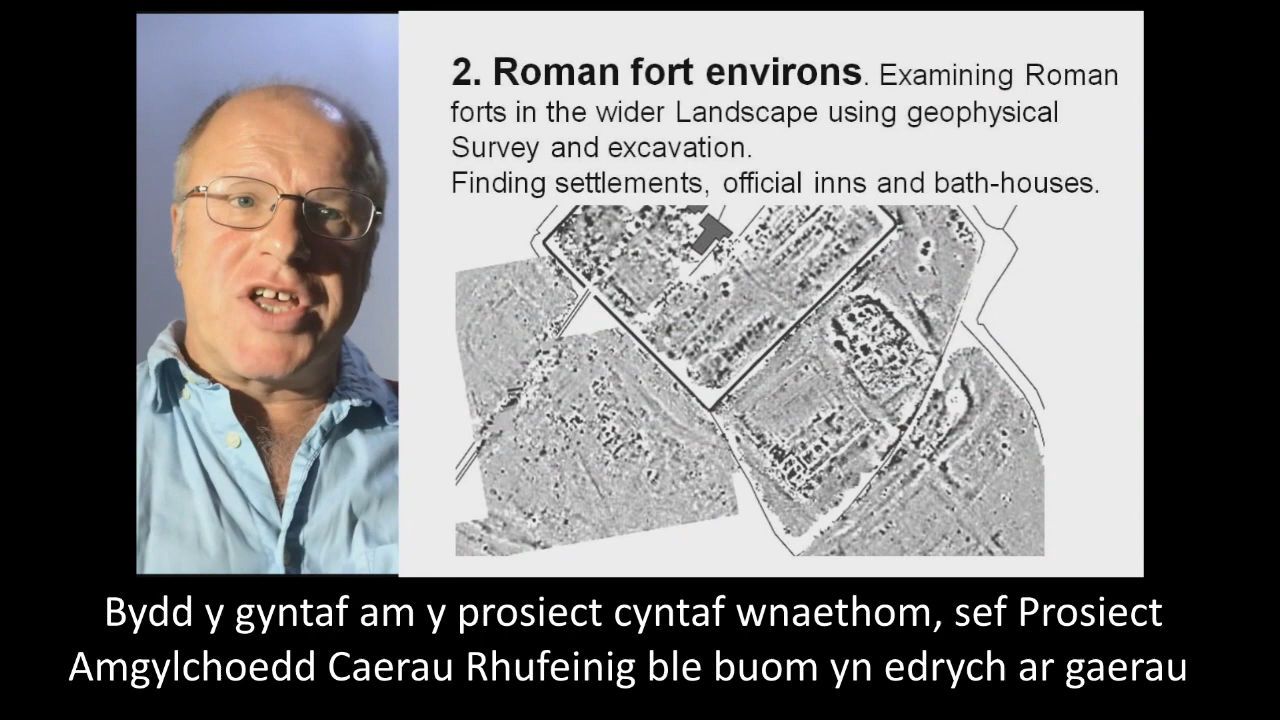 2. Roman fort environs. Examining Roman
forts in the wider Landscape using geophysical
Survey and excavation.
Finding settlements, official inns and bath-houses.
Bydd y gyntaf am y prosiect cyntaf wnaethom, sef Prosiect
Amgylchoedd Caerau Rhufeinig ble buom yn edrych ar gaerau